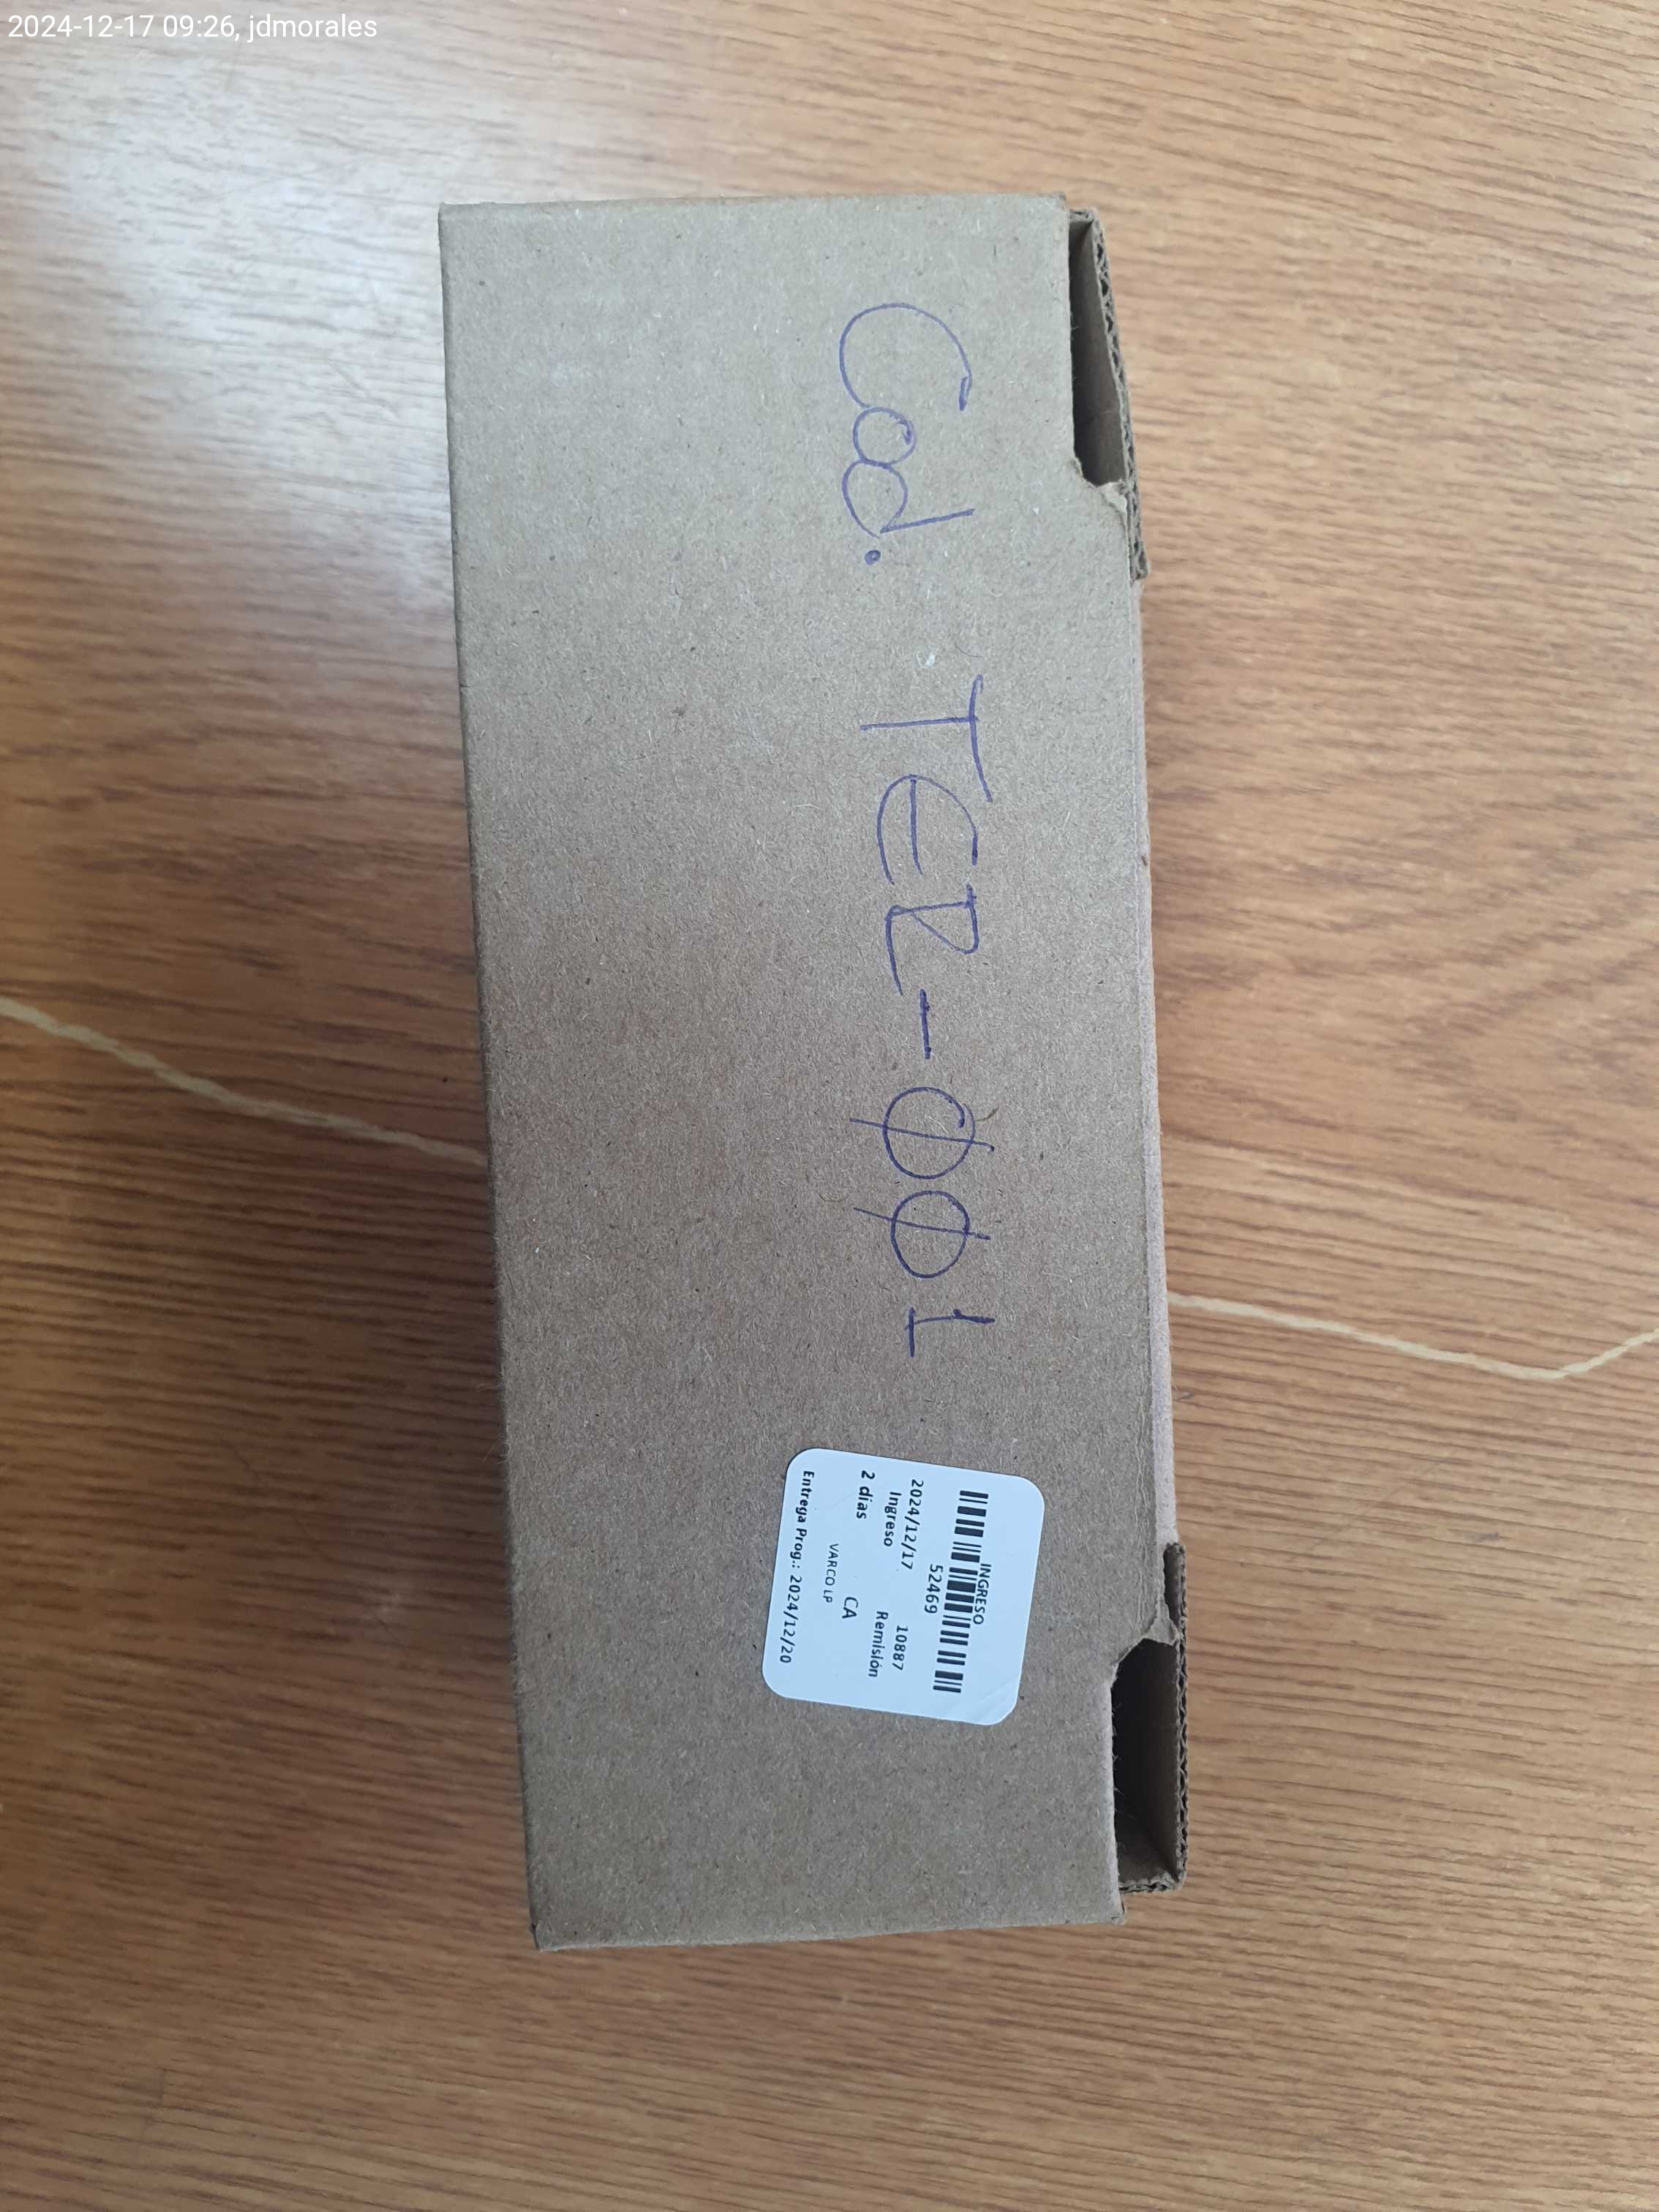 2024-12-17 09:26, jdmorales
Cod. TER-001
INGRESO
52469
2024/12/17 10887
Ingreso Remisión
2 dias CA
VARCO LP
Entrega Prog.: 2024/12/20